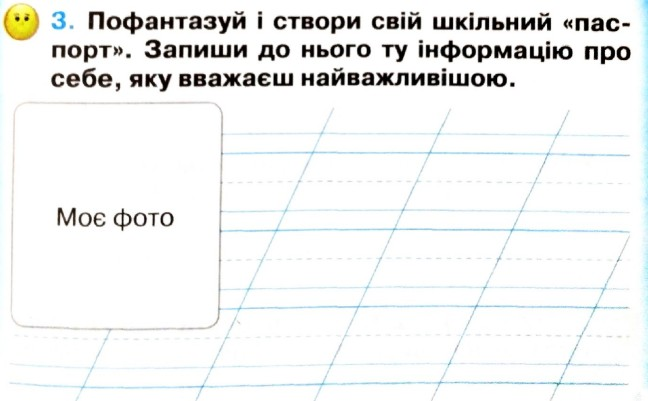 3. Пофантазуй і створи свій шкільний «пас-
порт». Запиши до нього ту інформацію про
себе, яку вважаєш найважливішою.
Моє фото